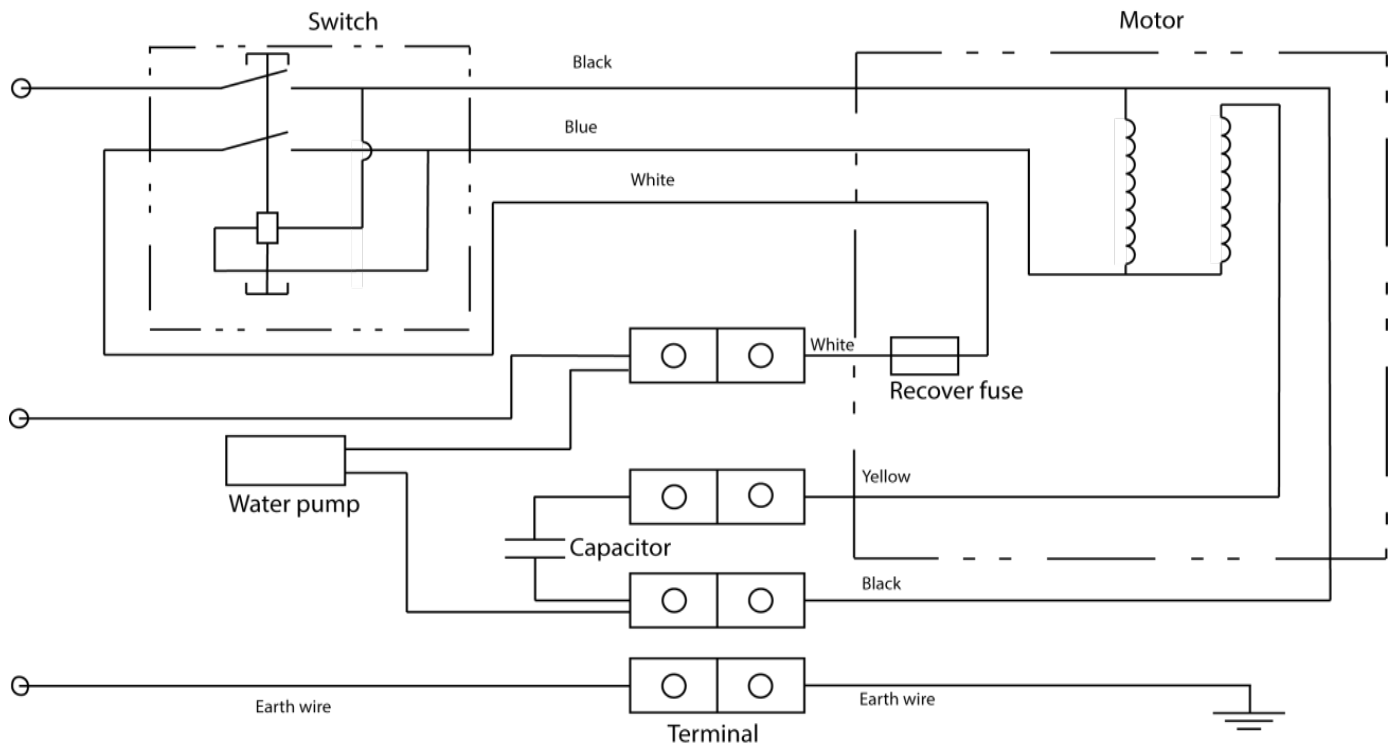 Switch
Motor
Black
Blue
White
White
Recover fuse
Water pump
Yellow
Capacitor
Black
Earth wire
Earth wire
Terminal